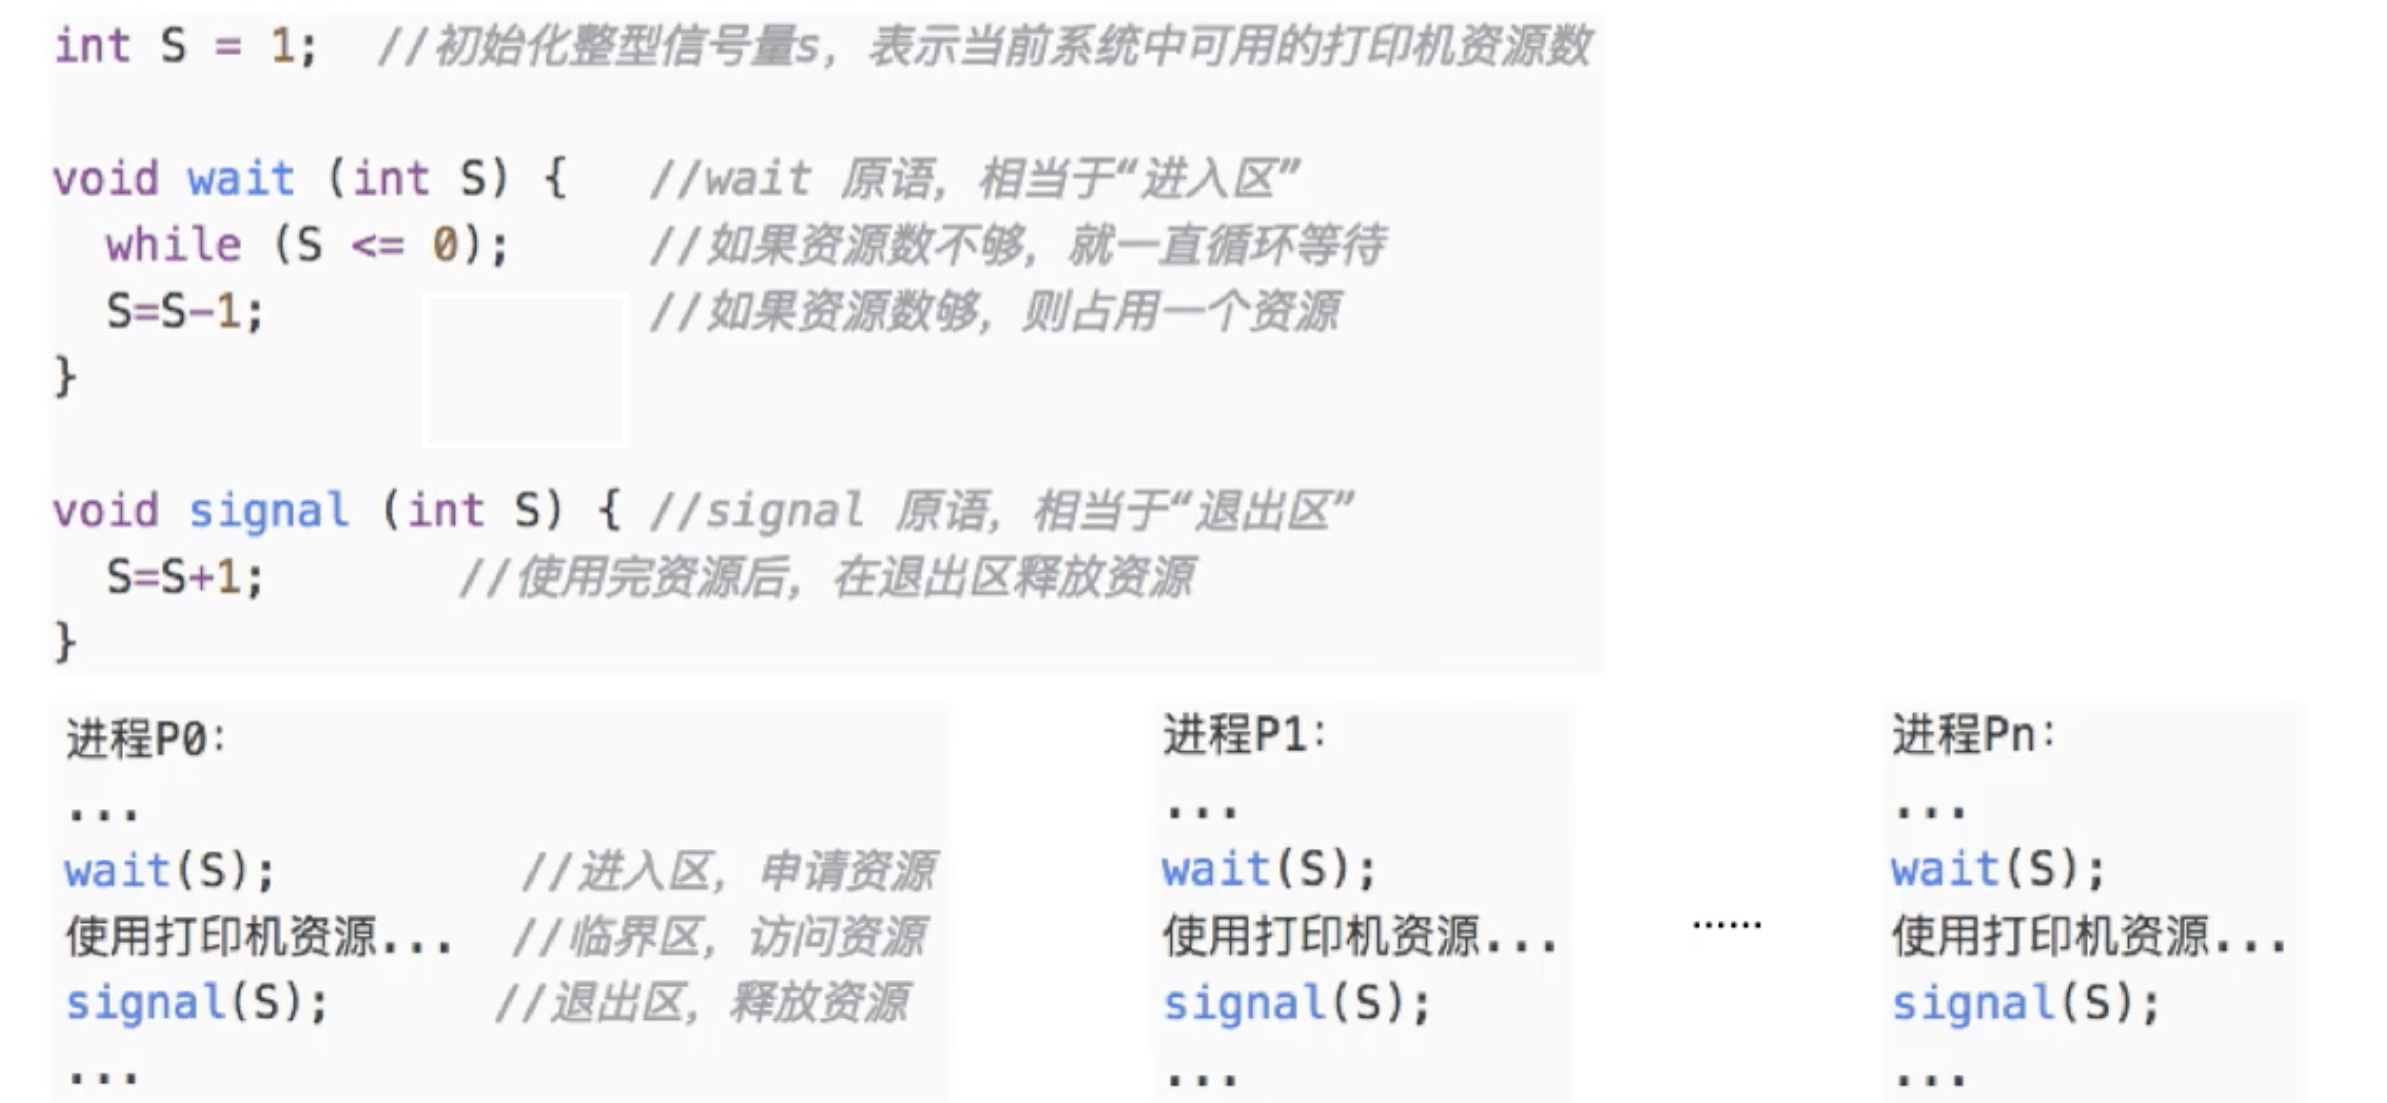 int S = 1;  //初始化整型信号量s，表示当前系统中可用的打印机资源数
void wait (int S) {   //wait 原语，相当于“进入区”
  while (S <= 0);     //如果资源数不够，就一直循环等待
  S=S-1;              //如果资源数够，则占用一个资源
}
void signal (int S) { //signal 原语，相当于“退出区”
  S=S+1;       //使用完资源后，在退出区释放资源
}
进程P0：
...
wait(S);         //进入区，申请资源
使用打印机资源...  //临界区，访问资源
signal(S);      //退出区，释放资源
...
进程P1：
...
wait(S);
使用打印机资源...
signal(S);
...
......
进程Pn：
...
wait(S);
使用打印机资源...
signal(S);
...